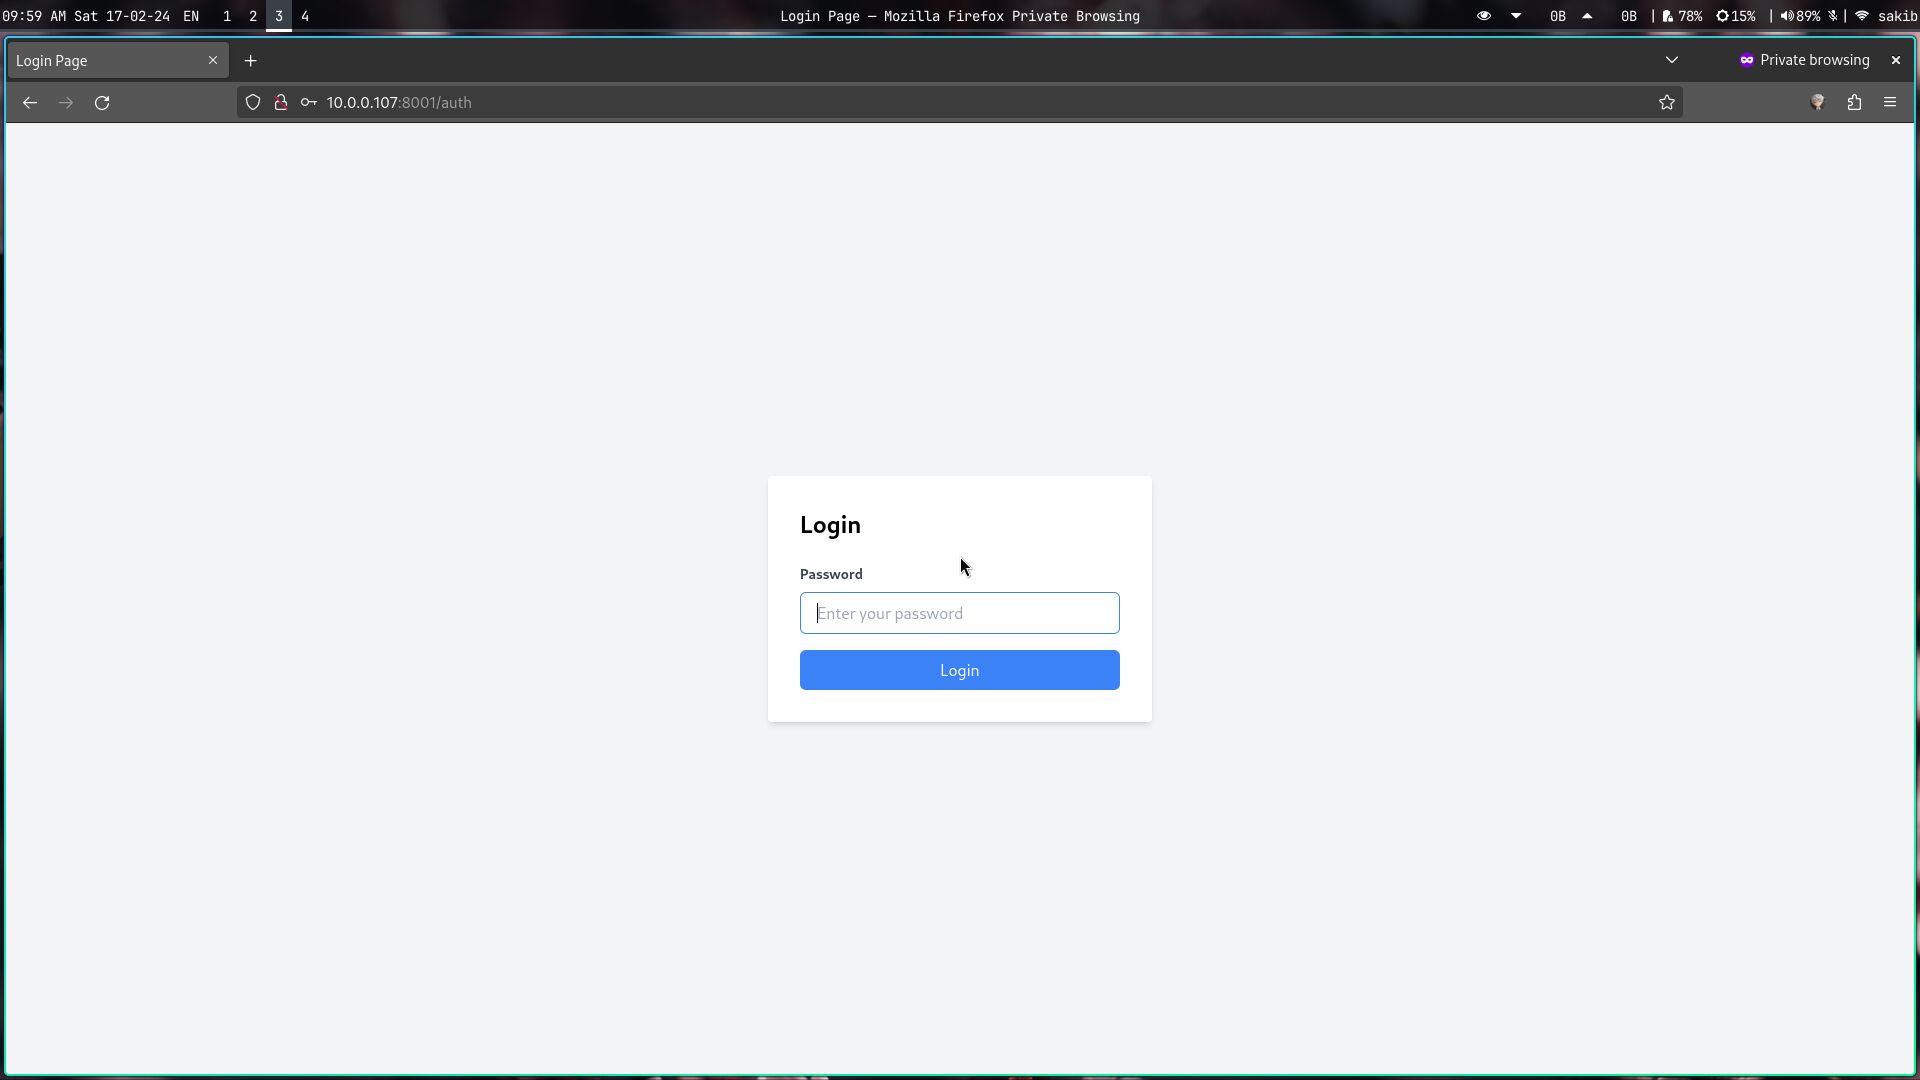 09:59 AM Sat 17-02-24 EN 1 2 3 4 Login Page — Mozilla Firefox Private Browsing 0B 0B | 78% 15% | 89% | sakib
Login Page Private browsing
10.0.0.107:8001/auth
Login
Password
Enter your password
Login